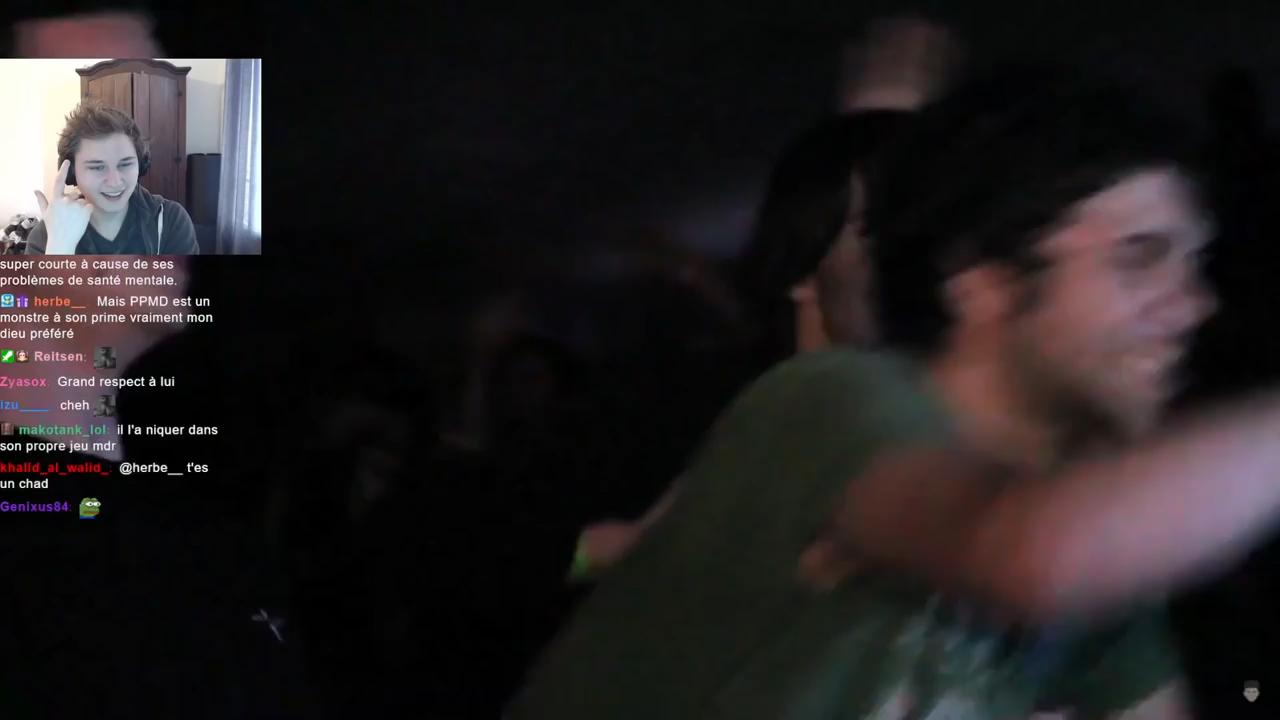 super courte à cause de ses
problèmes de santé mentale.
herbe__ Mais PPMD est un
monstre à son prime vraiment mon
dieu préféré
Reitsen:
Zyasox: Grand respect à lui
izu____: cheh
makotank_lol: il l'a niquer dans
son propre jeu mdr
khalid_al_walid_: @herbe__ t'es
un chad
Genixus84: